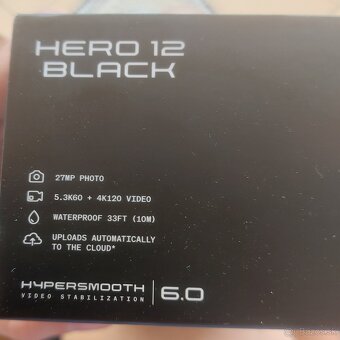 HERO 12
BLACK
27MP PHOTO
5.3K60 + 4K120 VIDEO
WATERPROOF 33FT (10M)
UPLOADS AUTOMATICALLY
TO THE CLOUD*
HYPERSMOOTH
VIDEO STABILIZATION
6.0